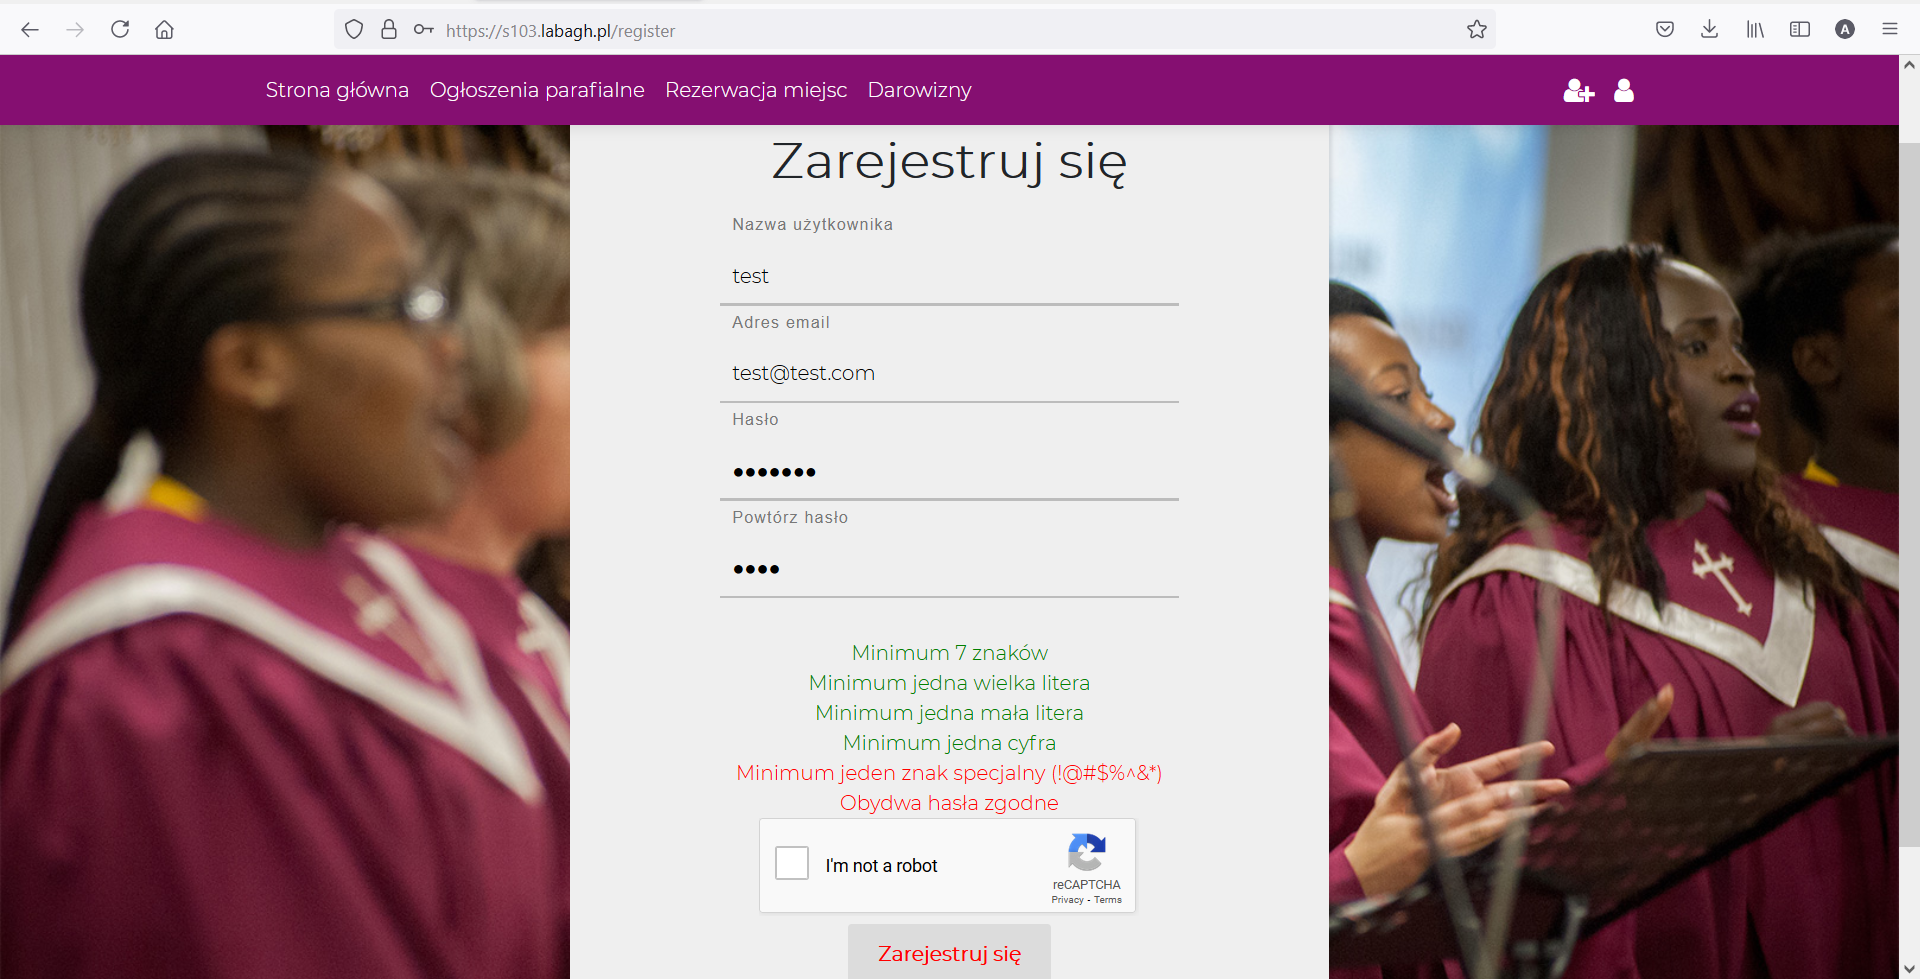 https://s103.labagh.pl/register
A
Strona główna Ogłoszenia parafialne Rezerwacja miejsc Darowizny
Zarejestruj się
Nazwa użytkownika
test
Adres email
test@test.com
Hasło
•••••••
Powtórz hasło
••••
Minimum 7 znaków
Minimum jedna wielka litera
Minimum jedna mała litera
Minimum jedna cyfra
Minimum jeden znak specjalny (!@#$%^&*)
Obydwa hasła zgodne
I'm not a robot
reCAPTCHA
Privacy - Terms
Zarejestruj się